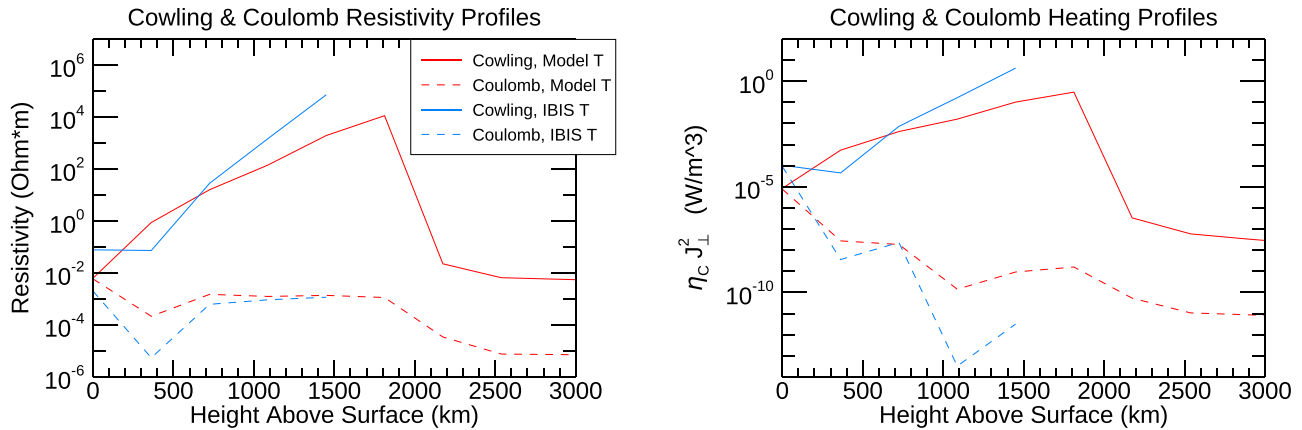 Cowling & Coulomb Resistivity Profiles
Resistivity (Ohm*m)
10^6
10^4
10^2
10^0
10^-2
10^-4
10^-6
Cowling, Model T
Coulomb, Model T
Cowling, IBIS T
Coulomb, IBIS T
0 500 1000 1500 2000 2500 3000
Height Above Surface (km)
Cowling & Coulomb Heating Profiles
η_C J_⊥^2 (W/m^3)
10^0
10^-5
10^-10
0 500 1000 1500 2000 2500 3000
Height Above Surface (km)